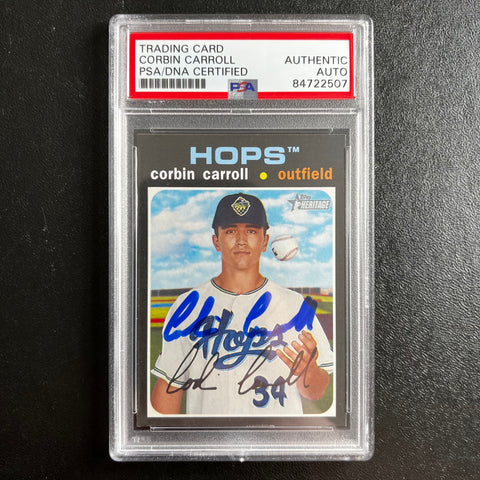 TRADING CARD
CORBIN CARROLL
PSA/DNA CERTIFIED
AUTHENTIC
AUTO
84722507
PSA
HOPS™
corbin carroll • outfield
Topps
HERITAGE
Hops
34